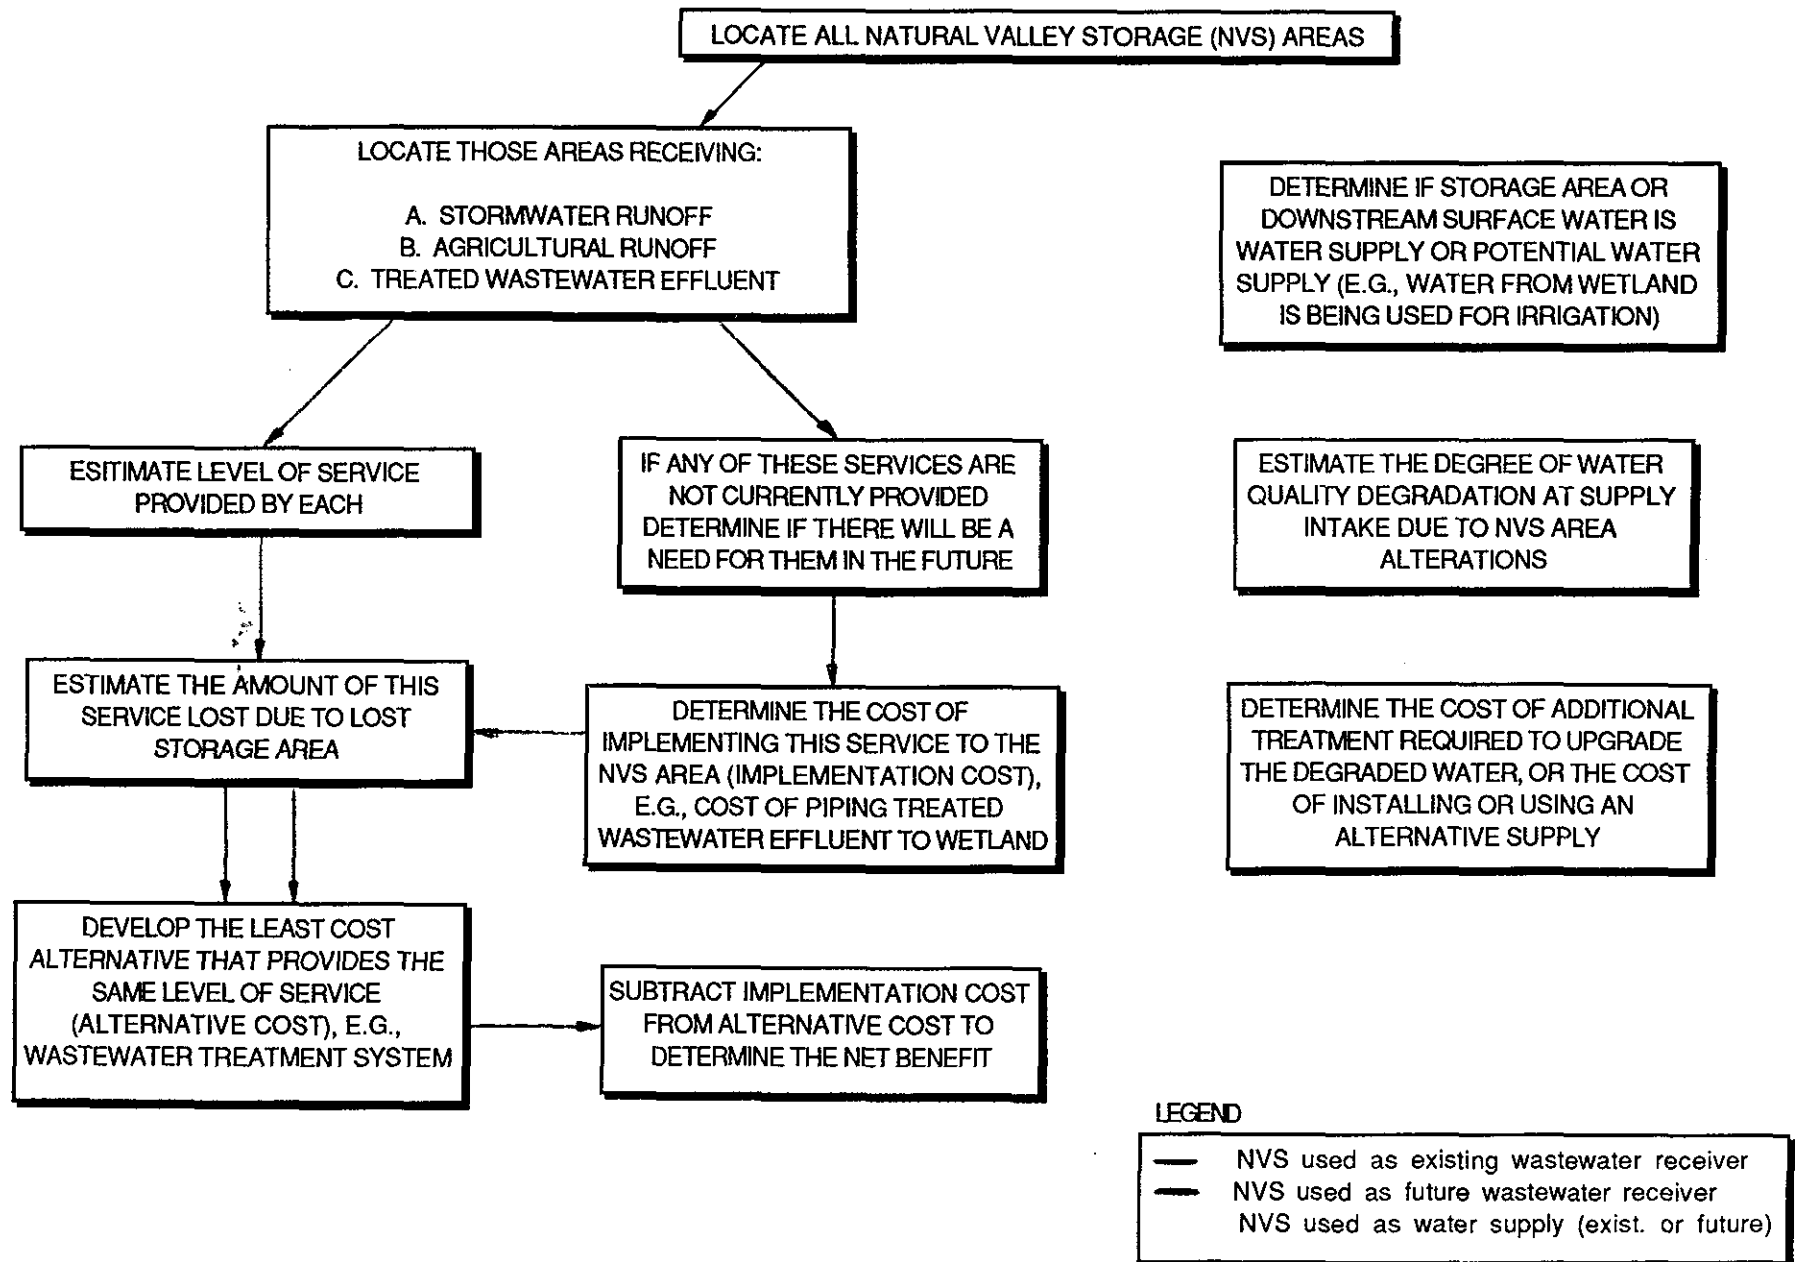 LOCATE ALL NATURAL VALLEY STORAGE (NVS) AREAS
LOCATE THOSE AREAS RECEIVING:
A. STORMWATER RUNOFF
B. AGRICULTURAL RUNOFF
C. TREATED WASTEWATER EFFLUENT
DETERMINE IF STORAGE AREA OR
DOWNSTREAM SURFACE WATER IS
WATER SUPPLY OR POTENTIAL WATER
SUPPLY (E.G., WATER FROM WETLAND
IS BEING USED FOR IRRIGATION)
ESITIMATE LEVEL OF SERVICE
PROVIDED BY EACH
IF ANY OF THESE SERVICES ARE
NOT CURRENTLY PROVIDED
DETERMINE IF THERE WILL BE A
NEED FOR THEM IN THE FUTURE
ESTIMATE THE DEGREE OF WATER
QUALITY DEGRADATION AT SUPPLY
INTAKE DUE TO NVS AREA
ALTERATIONS
ESTIMATE THE AMOUNT OF THIS
SERVICE LOST DUE TO LOST
STORAGE AREA
DETERMINE THE COST OF
IMPLEMENTING THIS SERVICE TO THE
NVS AREA (IMPLEMENTATION COST),
E.G., COST OF PIPING TREATED
WASTEWATER EFFLUENT TO WETLAND
DETERMINE THE COST OF ADDITIONAL
TREATMENT REQUIRED TO UPGRADE
THE DEGRADED WATER, OR THE COST
OF INSTALLING OR USING AN
ALTERNATIVE SUPPLY
DEVELOP THE LEAST COST
ALTERNATIVE THAT PROVIDES THE
SAME LEVEL OF SERVICE
(ALTERNATIVE COST), E.G.,
WASTEWATER TREATMENT SYSTEM
SUBTRACT IMPLEMENTATION COST
FROM ALTERNATIVE COST TO
DETERMINE THE NET BENEFIT
LEGEND
NVS used as existing wastewater receiver
NVS used as future wastewater receiver
NVS used as water supply (exist. or future)